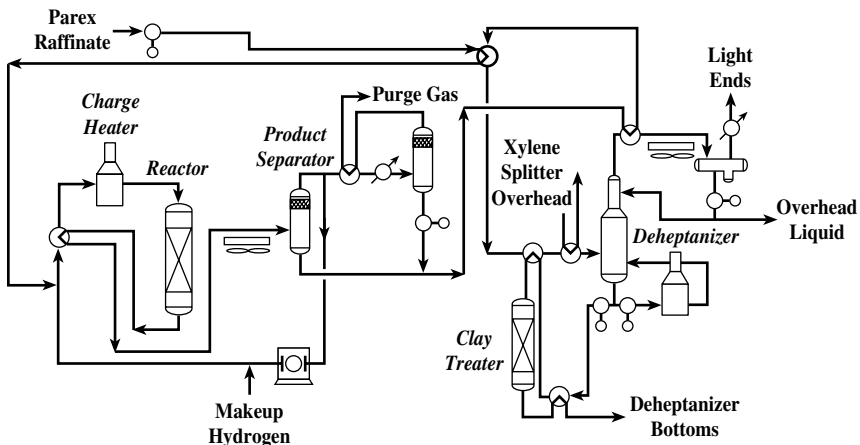 Parex
Raffinate
Light
Ends
Charge
Heater
Purge Gas
Product
Separator
Reactor
Xylene
Splitter
Overhead
Overhead
Liquid
Deheptanizer
Clay
Treater
Makeup
Hydrogen
Deheptanizer
Bottoms